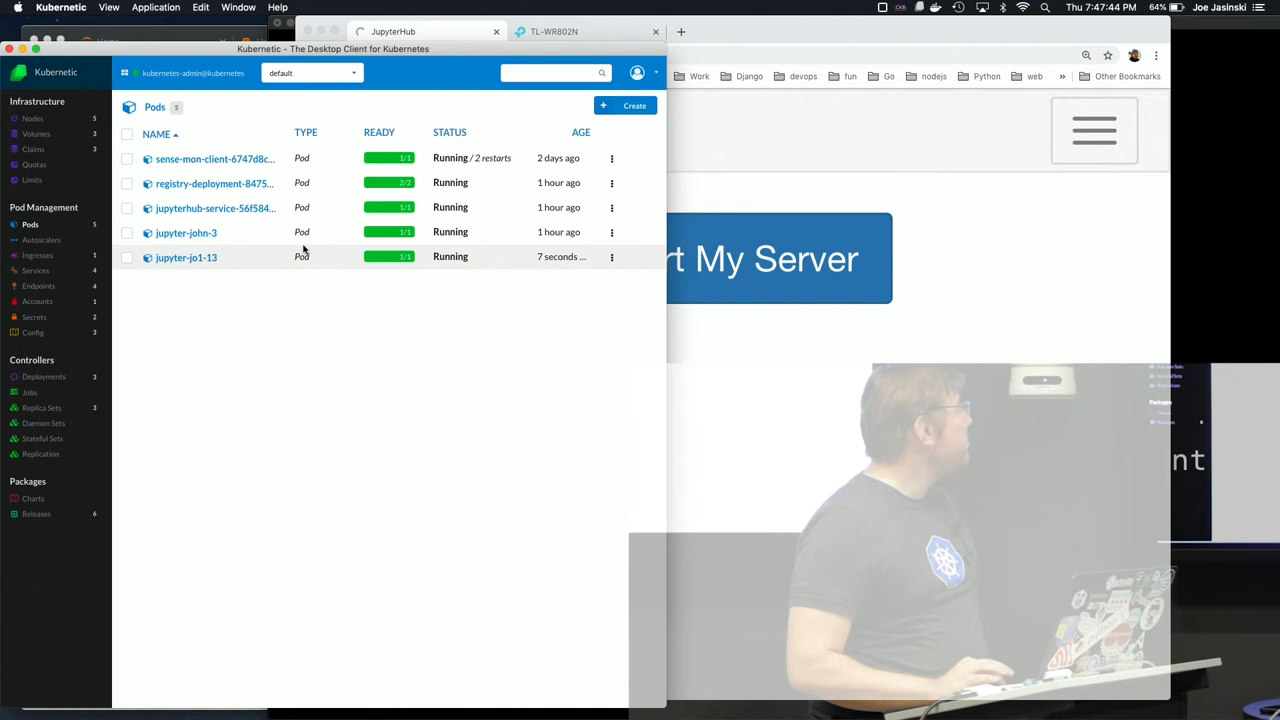 Window Help
100%
Thu Apr 18 7:47:44 PM
64%
Joe Jasinski
JupyterHub
TL-WR802N
Kubernetic - The Desktop Client for Kubernetes
Kubernetic
kubernetes-admin@kubernetes
default
Work
Django
devops
fun
Go
nodejs
Python
web
»
Other Bookmarks
Infrastructure
Nodes 5
Volumes 3
Claims 3
Quotas
Limits
Pod Management
Pods 5
Autoscalers
Ingresses 1
Services 4
Endpoints 4
Accounts 1
Secrets 2
Config 3
Controllers
Deployments 3
Jobs
Replica Sets 3
Daemon Sets
Stateful Sets
Replication
Packages
Charts
Releases 6
Pods 5
+ Create
NAME TYPE READY STATUS AGE
sense-mon-client-6747d8c... Pod 1/1 Running / 2 restarts 2 days ago
registry-deployment-8475... Pod 2/2 Running 1 hour ago
jupyterhub-service-56f584... Pod 1/1 Running 1 hour ago
jupyter-john-3 Pod 1/1 Running 1 hour ago
jupyter-jo1-13 Pod 1/1 Running 7 seconds ...
rt My Server
nt